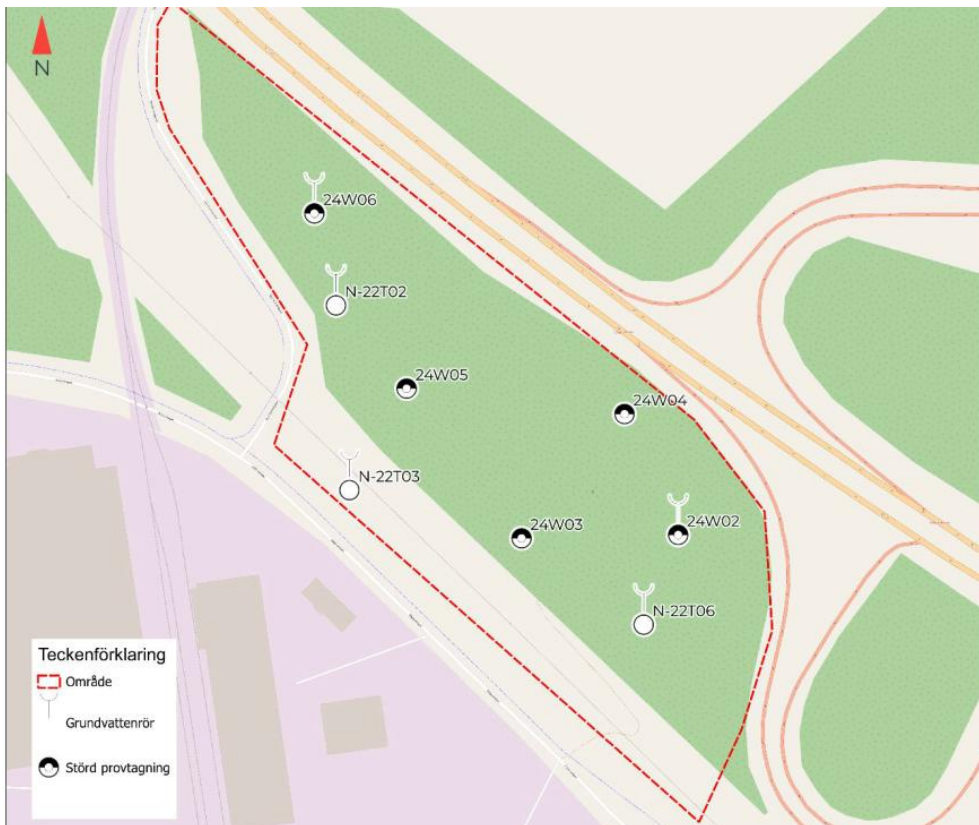 N
24W06
N-22T02
24W05
24W04
N-22T03
24W03
24W02
N-22T06
Teckenförklaring
Område
Grundvattenrör
Störd provtagning